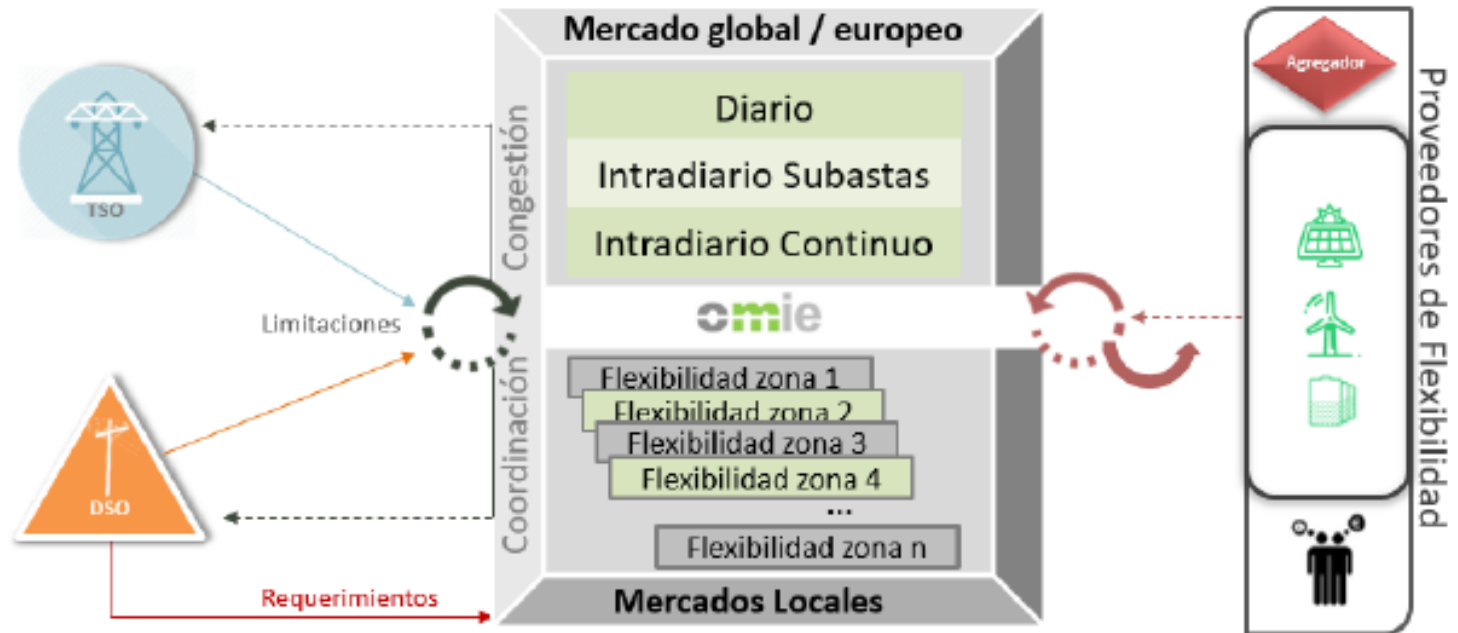 Mercado global / europeo
Diario
Intradiario Subastas
Intradiario Continuo
Congestión
TSO
Limitaciones
omie
Coordinación
Flexibilidad zona 1
Flexibilidad zona 2
Flexibilidad zona 3
Flexibilidad zona 4
...
Flexibilidad zona n
DSO
Requerimientos
Mercados Locales
Agregador
Proveedores de Flexibilidad